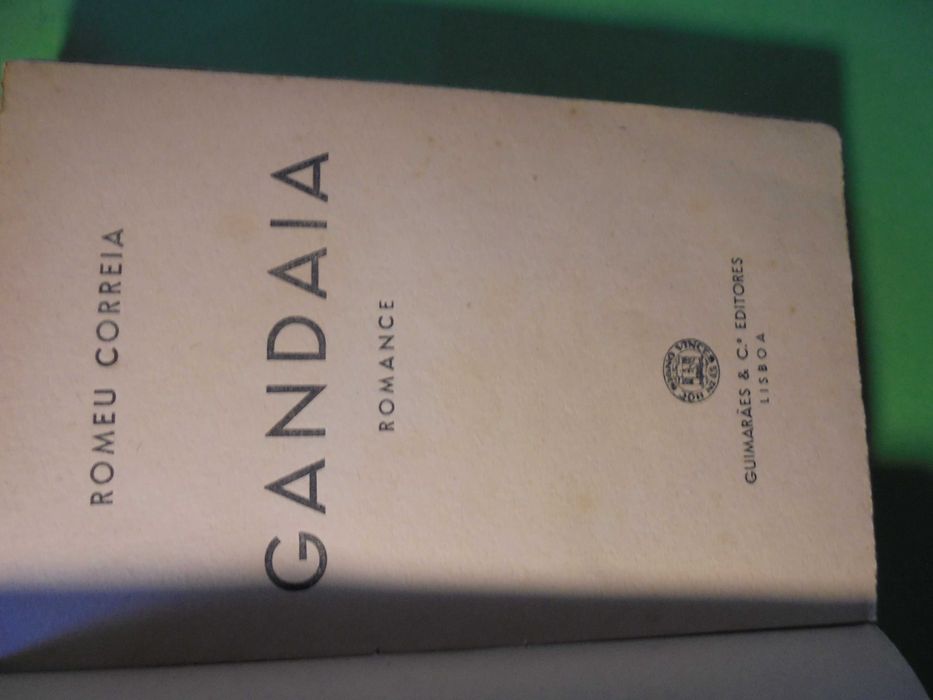 ROMEU CORREIA
GANDAIA
ROMANCE
GUIMARÃES & C.ª EDITORES
LISBOA